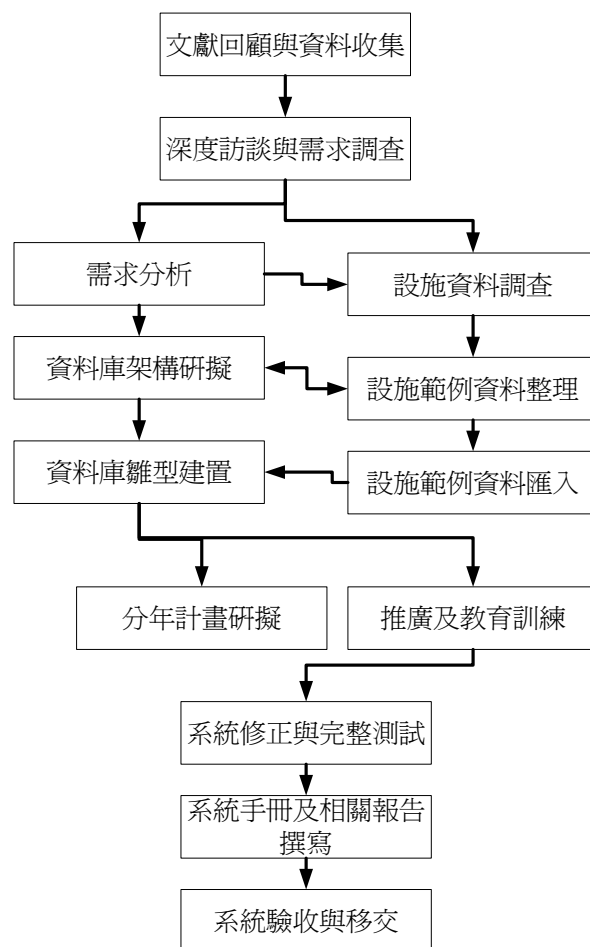 文獻回顧與資料收集
深度訪談與需求調查
需求分析
設施資料調查
資料庫架構研擬
設施範例資料整理
資料庫雛型建置
設施範例資料匯入
分年計畫研擬
推廣及教育訓練
系統修正與完整測試
系統手冊及相關報告
撰寫
系統驗收與移交